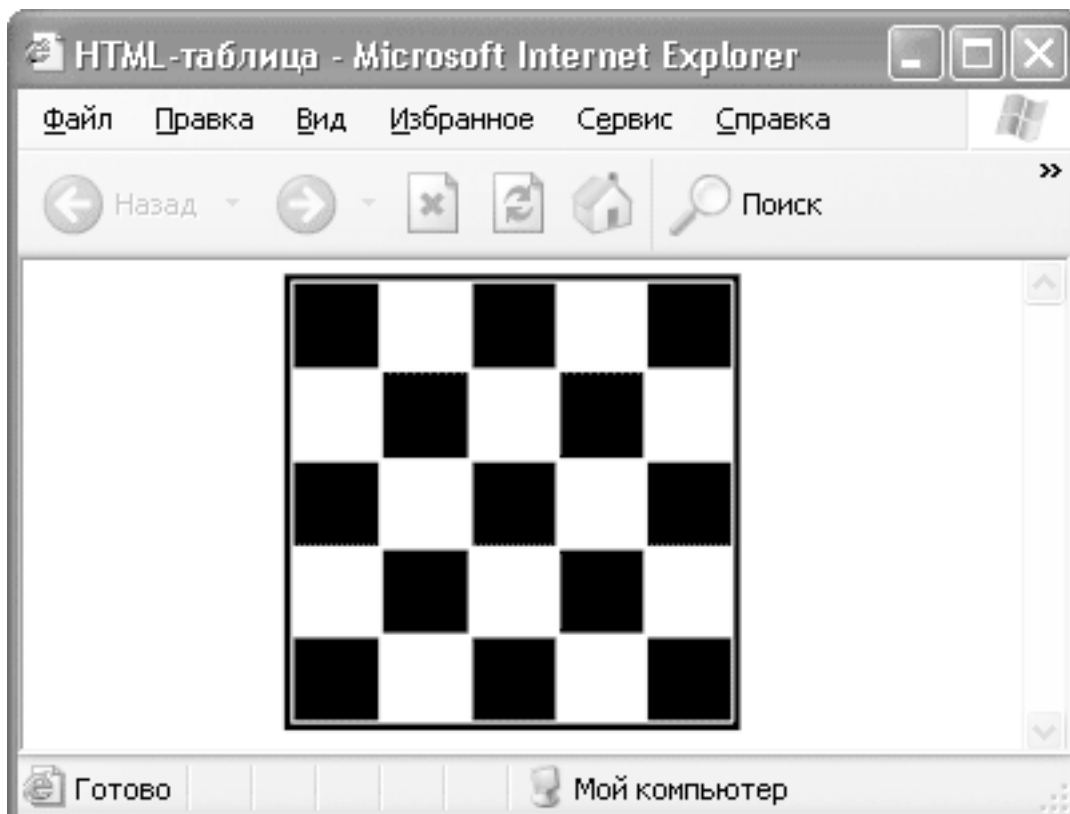 HTML-таблица - Microsoft Internet Explorer
Файл Правка Вид Избранное Сервис Справка
Назад Поиск »
Готово Мой компьютер